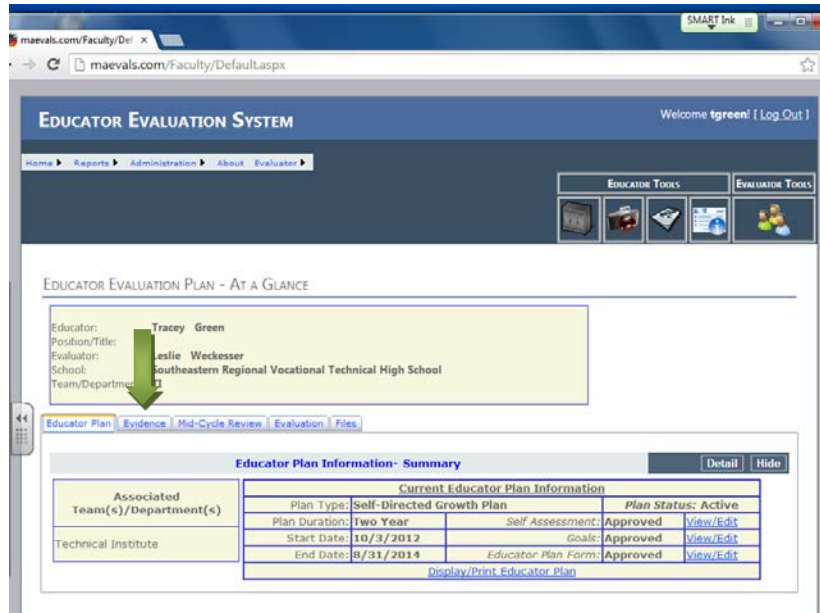 SMART Ink
maevals.com/Faculty/De
maevals.com/Faculty/Default.aspx
EDUCATOR EVALUATION SYSTEM
Welcome tgreen! [ Log Out ]
Home Reports Administration About Evaluator
EDUCATOR TOOLS EVALUATOR TOOLS
EDUCATOR EVALUATION PLAN - AT A GLANCE
Educator: Tracey Green
Position/Title:
Evaluator: Leslie Weckesser
School: Southeastern Regional Vocational Technical High School
Team/Department
Educator Plan Evidence Mid-Cycle Review Evaluation Files
Educator Plan Information- Summary Detail Hide
Associated
Team(s)/Department(s)
Technical Institute
Current Educator Plan Information
Plan Type: Self-Directed Growth Plan Plan Status: Active
Plan Duration: Two Year Self Assessment: Approved View/Edit
Start Date: 10/3/2012 Goals: Approved View/Edit
End Date: 8/31/2014 Educator Plan Form: Approved View/Edit
Display/Print Educator Plan